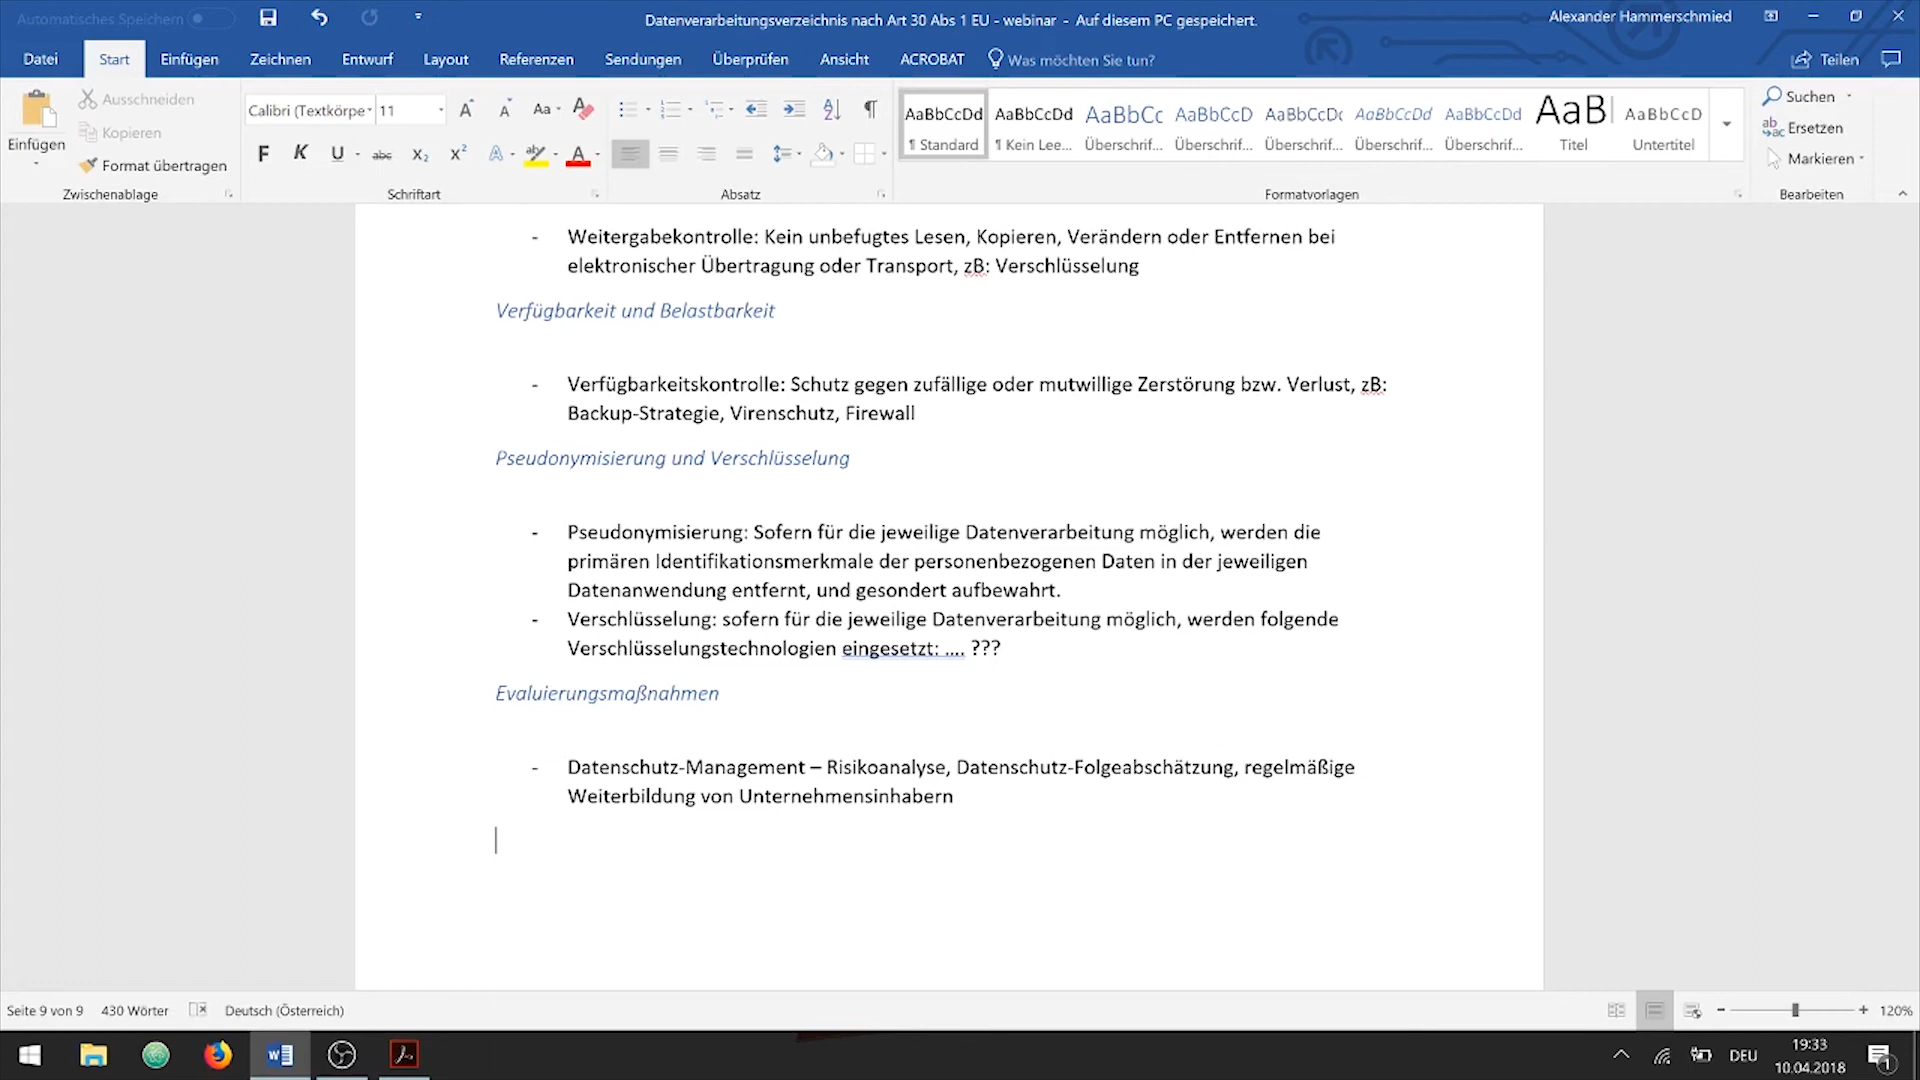 Automatisches Speichern
Datenverarbeitungsverzeichnis nach Art 30 Abs 1 EU - webinar - Auf diesem PC gespeichert.
Alexander Hammerschmied
Datei Start Einfügen Zeichnen Entwurf Layout Referenzen Sendungen Überprüfen Ansicht ACROBAT Was möchten Sie tun? Teilen
Einfügen
Ausschneiden
Kopieren
Format übertragen
Zwischenablage
Calibri (Textkörpe 11
F K U abc X₂ X²
Schriftart
Absatz
AaBbCcDd AaBbCcDd AaBbCc AaBbCcD AaBbCcDc AaBbCcDd AaBbCcDd AaB AaBbCcD
¶ Standard ¶ Kein Lee... Überschrif... Überschrif... Überschrif... Überschrif... Überschrif... Titel Untertitel
Formatvorlagen
Suchen
Ersetzen
Markieren
Bearbeiten
- Weitergabekontrolle: Kein unbefugtes Lesen, Kopieren, Verändern oder Entfernen bei
elektronischer Übertragung oder Transport, zB: Verschlüsselung
Verfügbarkeit und Belastbarkeit
- Verfügbarkeitskontrolle: Schutz gegen zufällige oder mutwillige Zerstörung bzw. Verlust, zB:
Backup-Strategie, Virenschutz, Firewall
Pseudonymisierung und Verschlüsselung
- Pseudonymisierung: Sofern für die jeweilige Datenverarbeitung möglich, werden die
primären Identifikationsmerkmale der personenbezogenen Daten in der jeweiligen
Datenanwendung entfernt, und gesondert aufbewahrt.
- Verschlüsselung: sofern für die jeweilige Datenverarbeitung möglich, werden folgende
Verschlüsselungstechnologien eingesetzt: .... ???
Evaluierungsmaßnahmen
- Datenschutz-Management – Risikoanalyse, Datenschutz-Folgeabschätzung, regelmäßige
Weiterbildung von Unternehmensinhabern
Seite 9 von 9 430 Wörter Deutsch (Österreich) 120%
DEU
19:33
10.04.2018
1